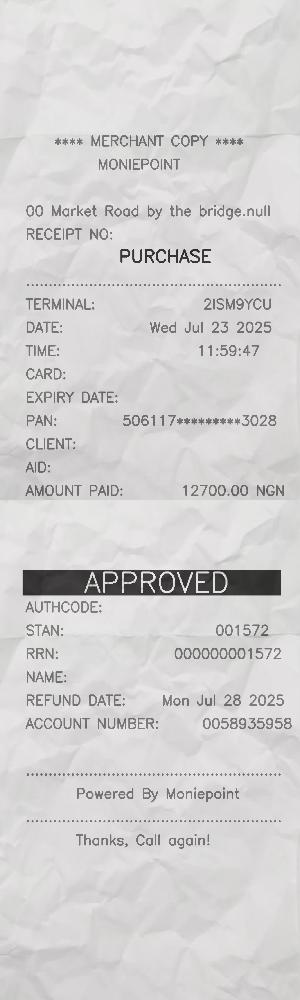 **** MERCHANT COPY ****
MONIEPOINT
00 Market Road by the bridge.null
RECEIPT NO:
PURCHASE
TERMINAL: 2ISM9YCU
DATE: Wed Jul 23 2025
TIME: 11:59:47
CARD:
EXPIRY DATE:
PAN: 506117*********3028
CLIENT:
AID:
AMOUNT PAID: 12700.00 NGN
APPROVED
AUTHCODE:
STAN: 001572
RRN: 000000001572
NAME:
REFUND DATE: Mon Jul 28 2025
ACCOUNT NUMBER: 0058935958
Powered By Moniepoint
Thanks, Call again!